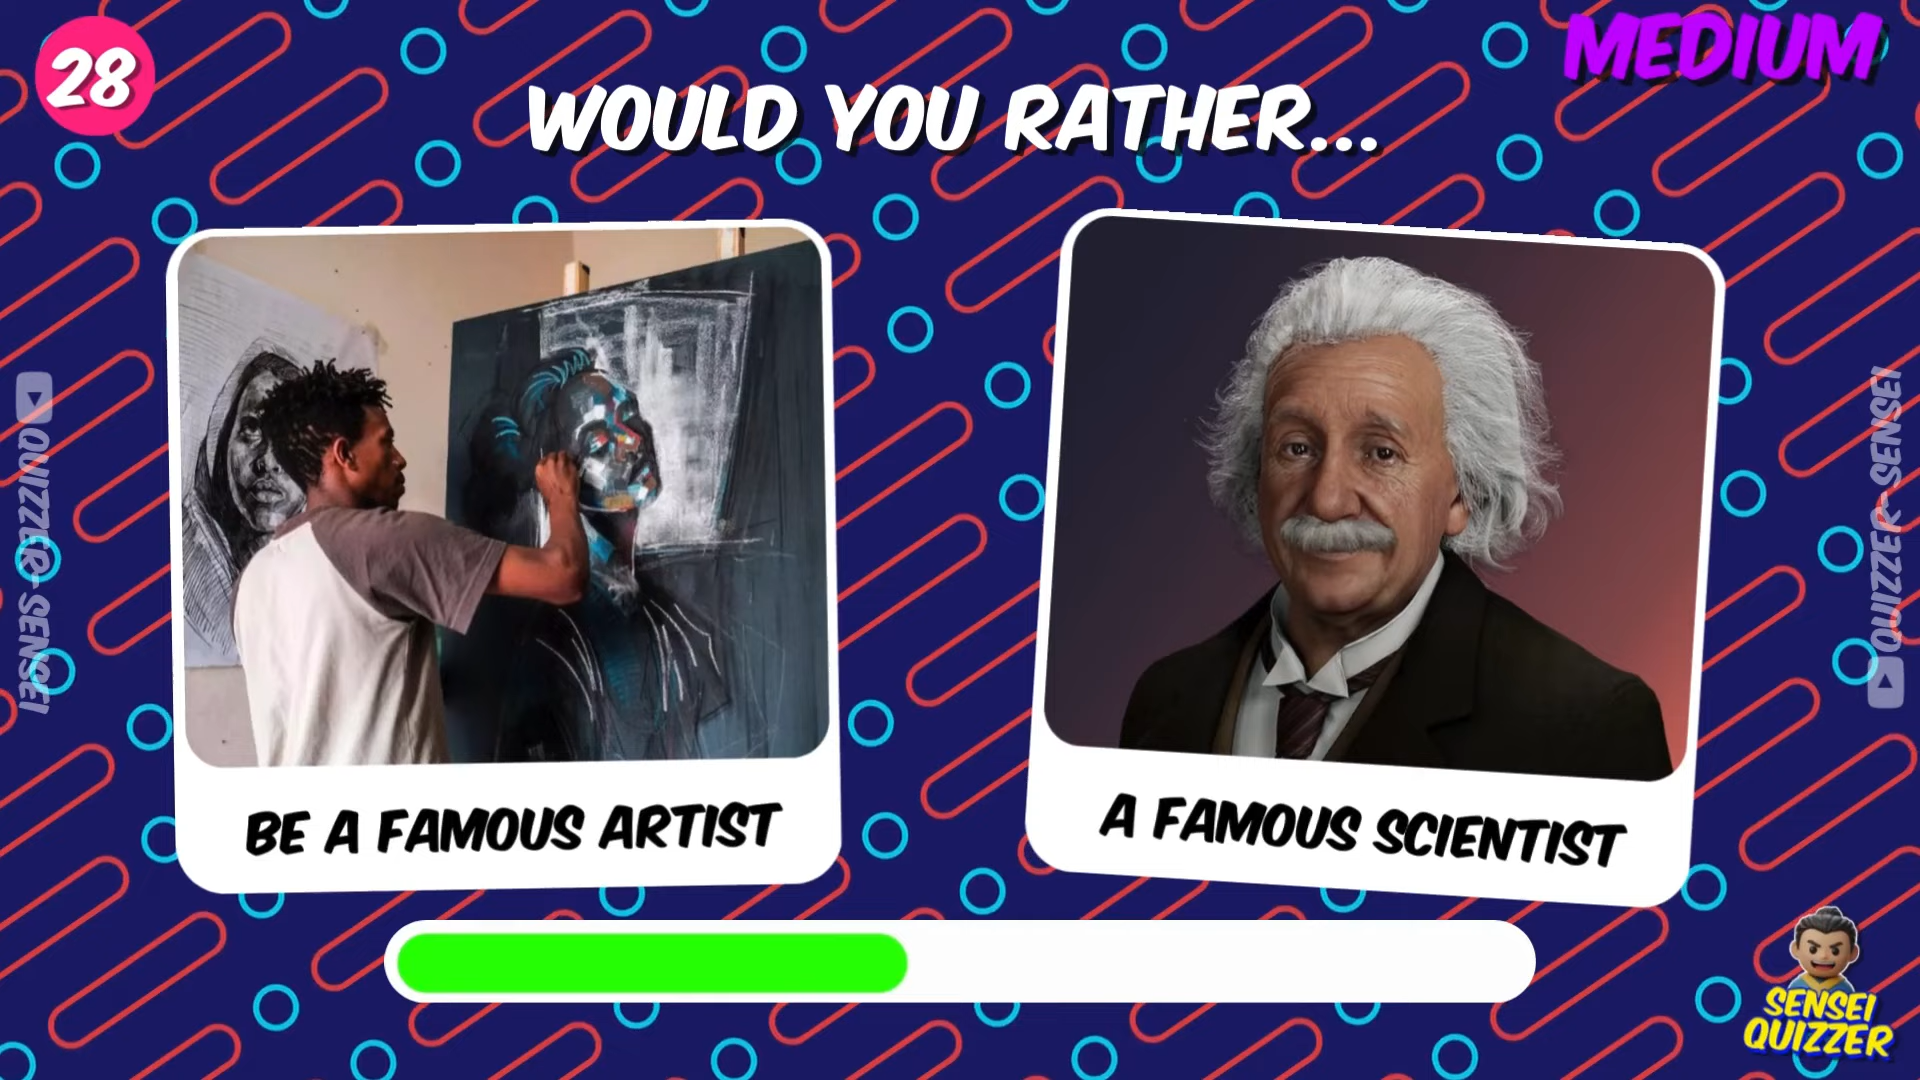 28
MEDIUM
WOULD YOU RATHER...
QUIZZER-SENSEI
QUIZZER-SENSEI
BE A FAMOUS ARTIST
A FAMOUS SCIENTIST
SENSEI
QUIZZER